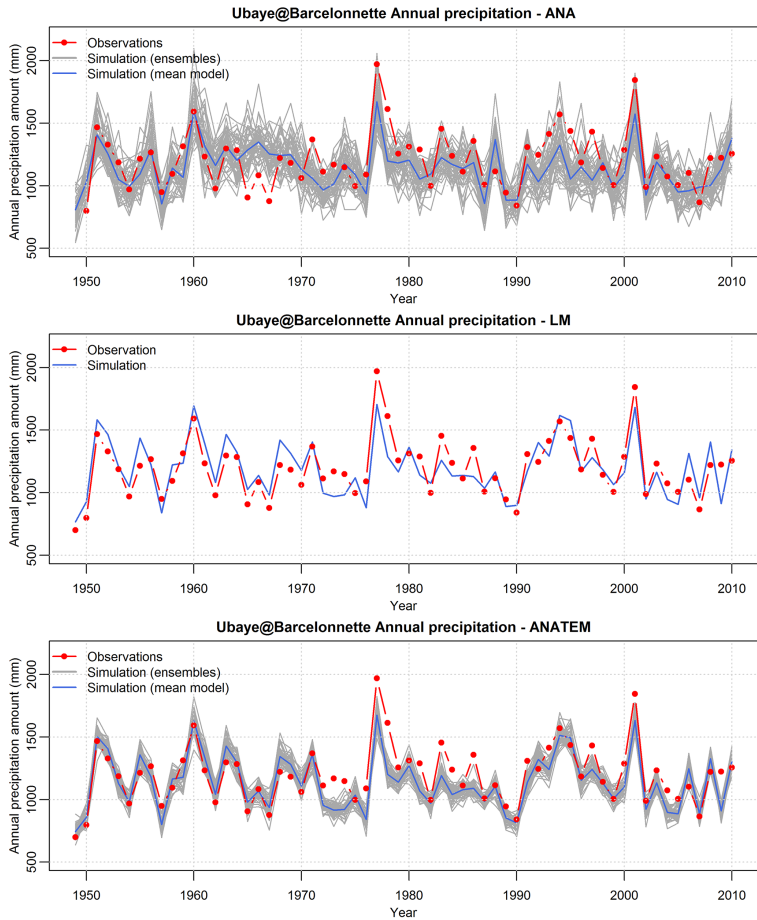 Ubaye@Barcelonnette Annual precipitation - ANA
Annual precipitation amount (mm)
2000
1500
1000
500
Observations
Simulation (ensembles)
Simulation (mean model)
1950 1960 1970 1980 1990 2000 2010
Year
Ubaye@Barcelonnette Annual precipitation - LM
Annual precipitation amount (mm)
2000
1500
1000
500
Observation
Simulation
1950 1960 1970 1980 1990 2000 2010
Year
Ubaye@Barcelonnette Annual precipitation - ANATEM
Annual precipitation amount (mm)
2000
1500
1000
500
Observations
Simulation (ensembles)
Simulation (mean model)
1950 1960 1970 1980 1990 2000 2010
Year